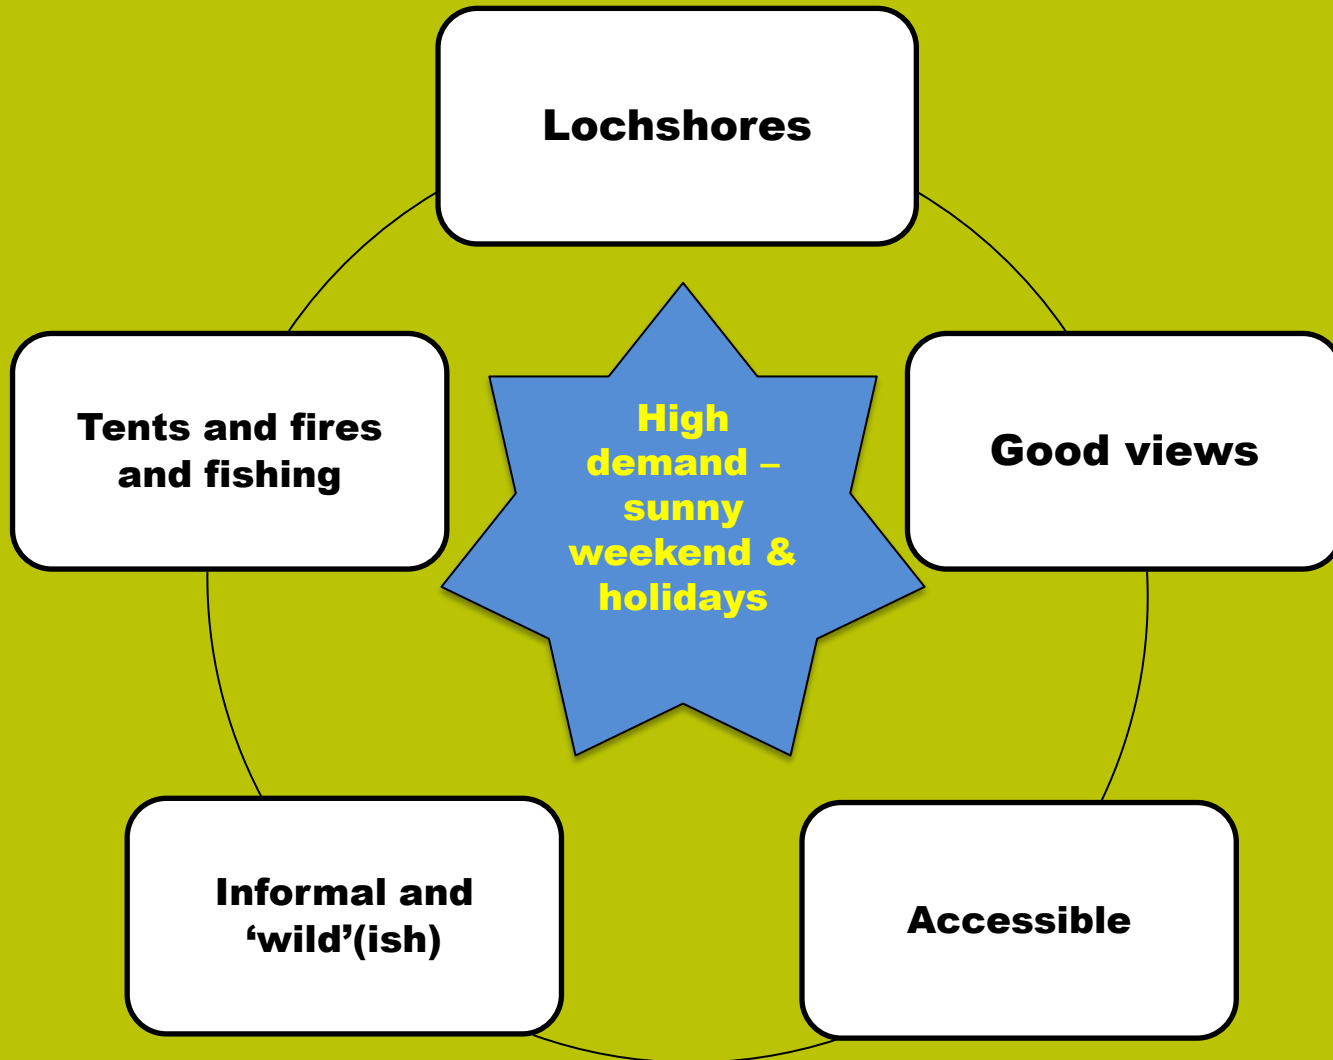 Lochshores
Tents and fires
and fishing
High
demand –
sunny
weekend &
holidays
Good views
Informal and
‘wild’(ish)
Accessible